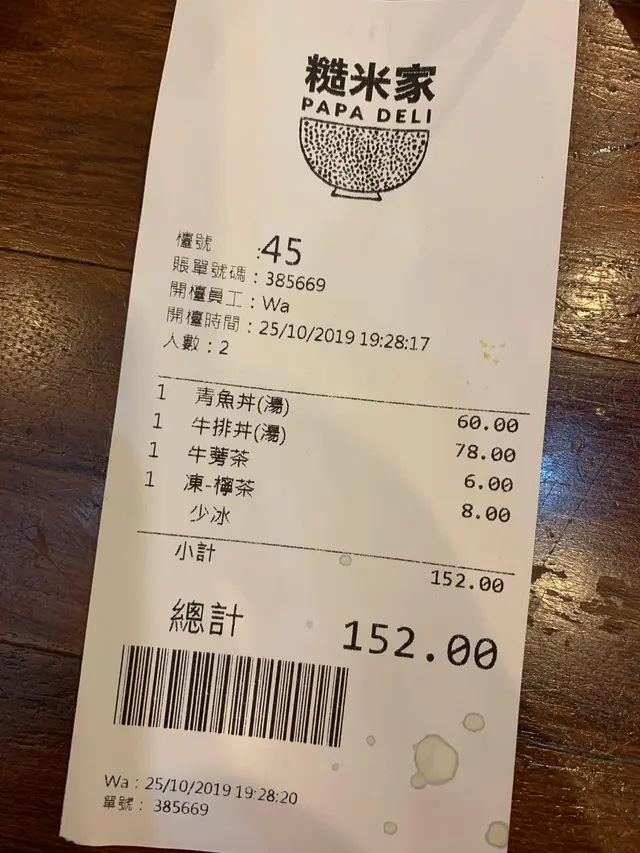 糙米家
PAPA DELI
檯號 :45
賬單號碼：385669
開檯員工：Wa
開檯時間：25/10/2019 19:28:17
人數：2
1 青魚丼(湯) 60.00
1 牛排丼(湯) 78.00
1 牛蒡茶 6.00
1 凍-檸茶 8.00
少冰
小計 152.00
總計 152.00
Wa：25/10/2019 19:28:20
單號： 385669